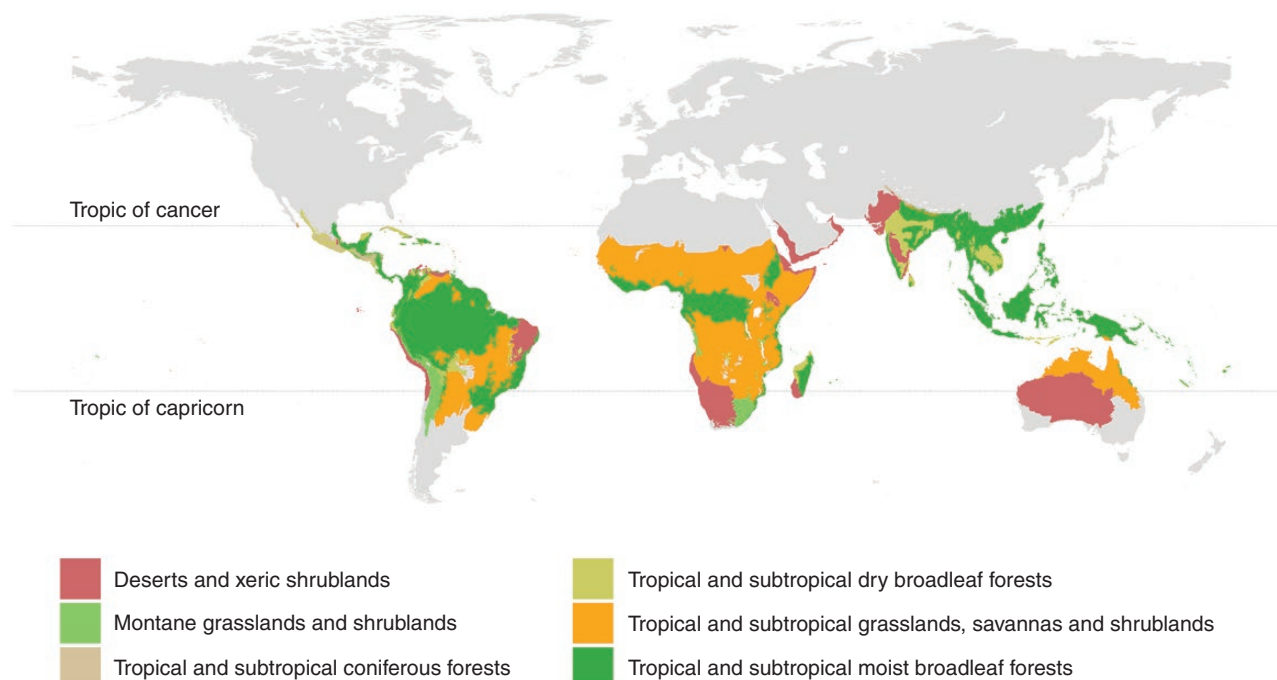 Tropic of cancer
Tropic of capricorn
Deserts and xeric shrublands
Montane grasslands and shrublands
Tropical and subtropical coniferous forests
Tropical and subtropical dry broadleaf forests
Tropical and subtropical grasslands, savannas and shrublands
Tropical and subtropical moist broadleaf forests